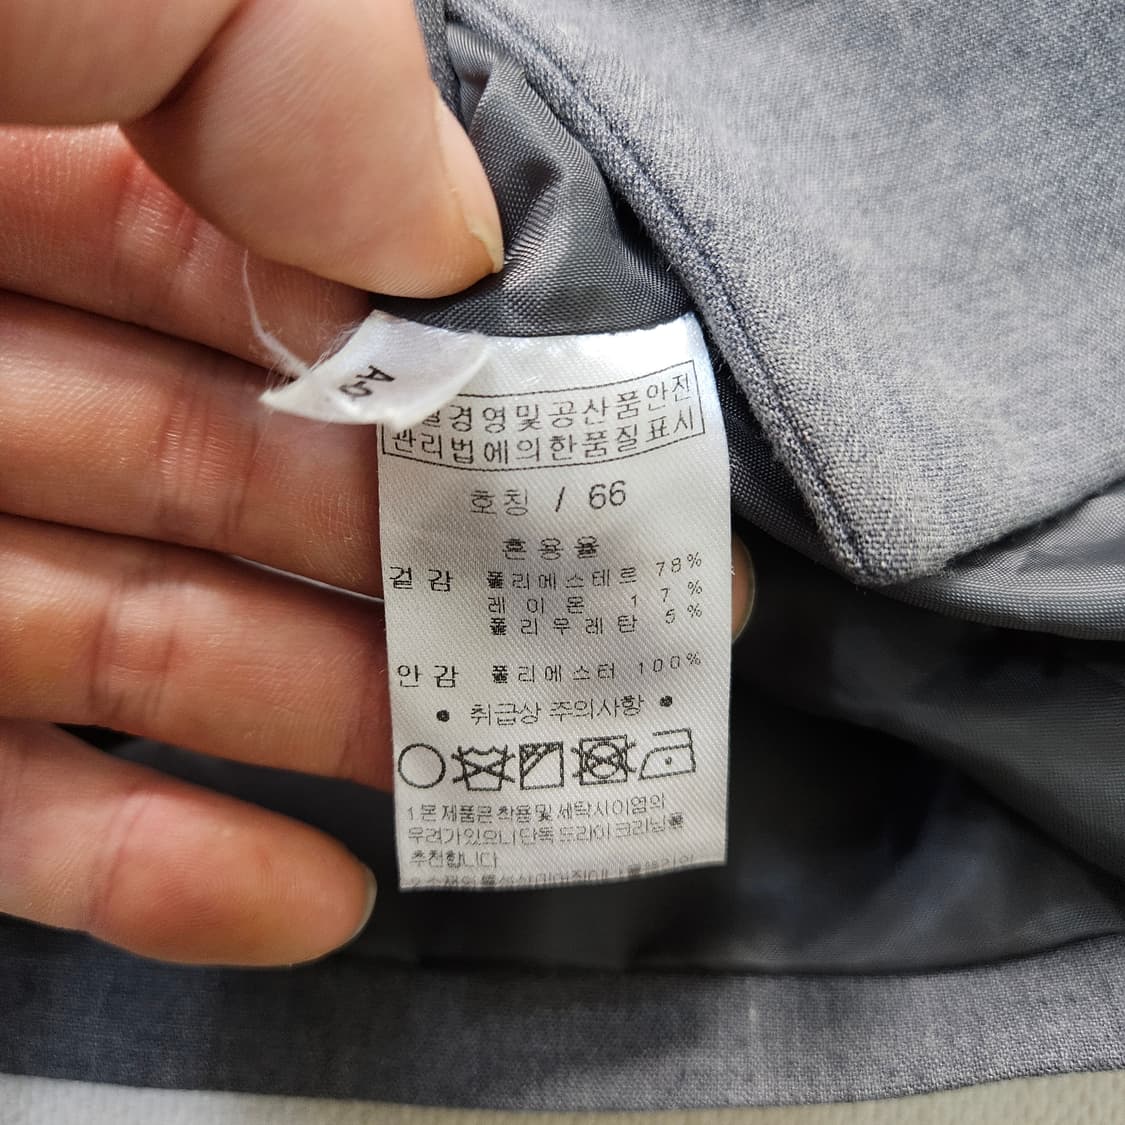 A9
경영및공산품안전
관리법에의한품질표시
호칭 / 66
혼용율
겉감 폴리에스테르 78%
레이온 17%
폴리우레탄 5%
안감 폴리에스터 100%
• 취급상 주의사항 •
1.본 제품은 착용 및 세탁시 이염의
우려가 있으니 단독 드라이 크리닝을
추천합니다